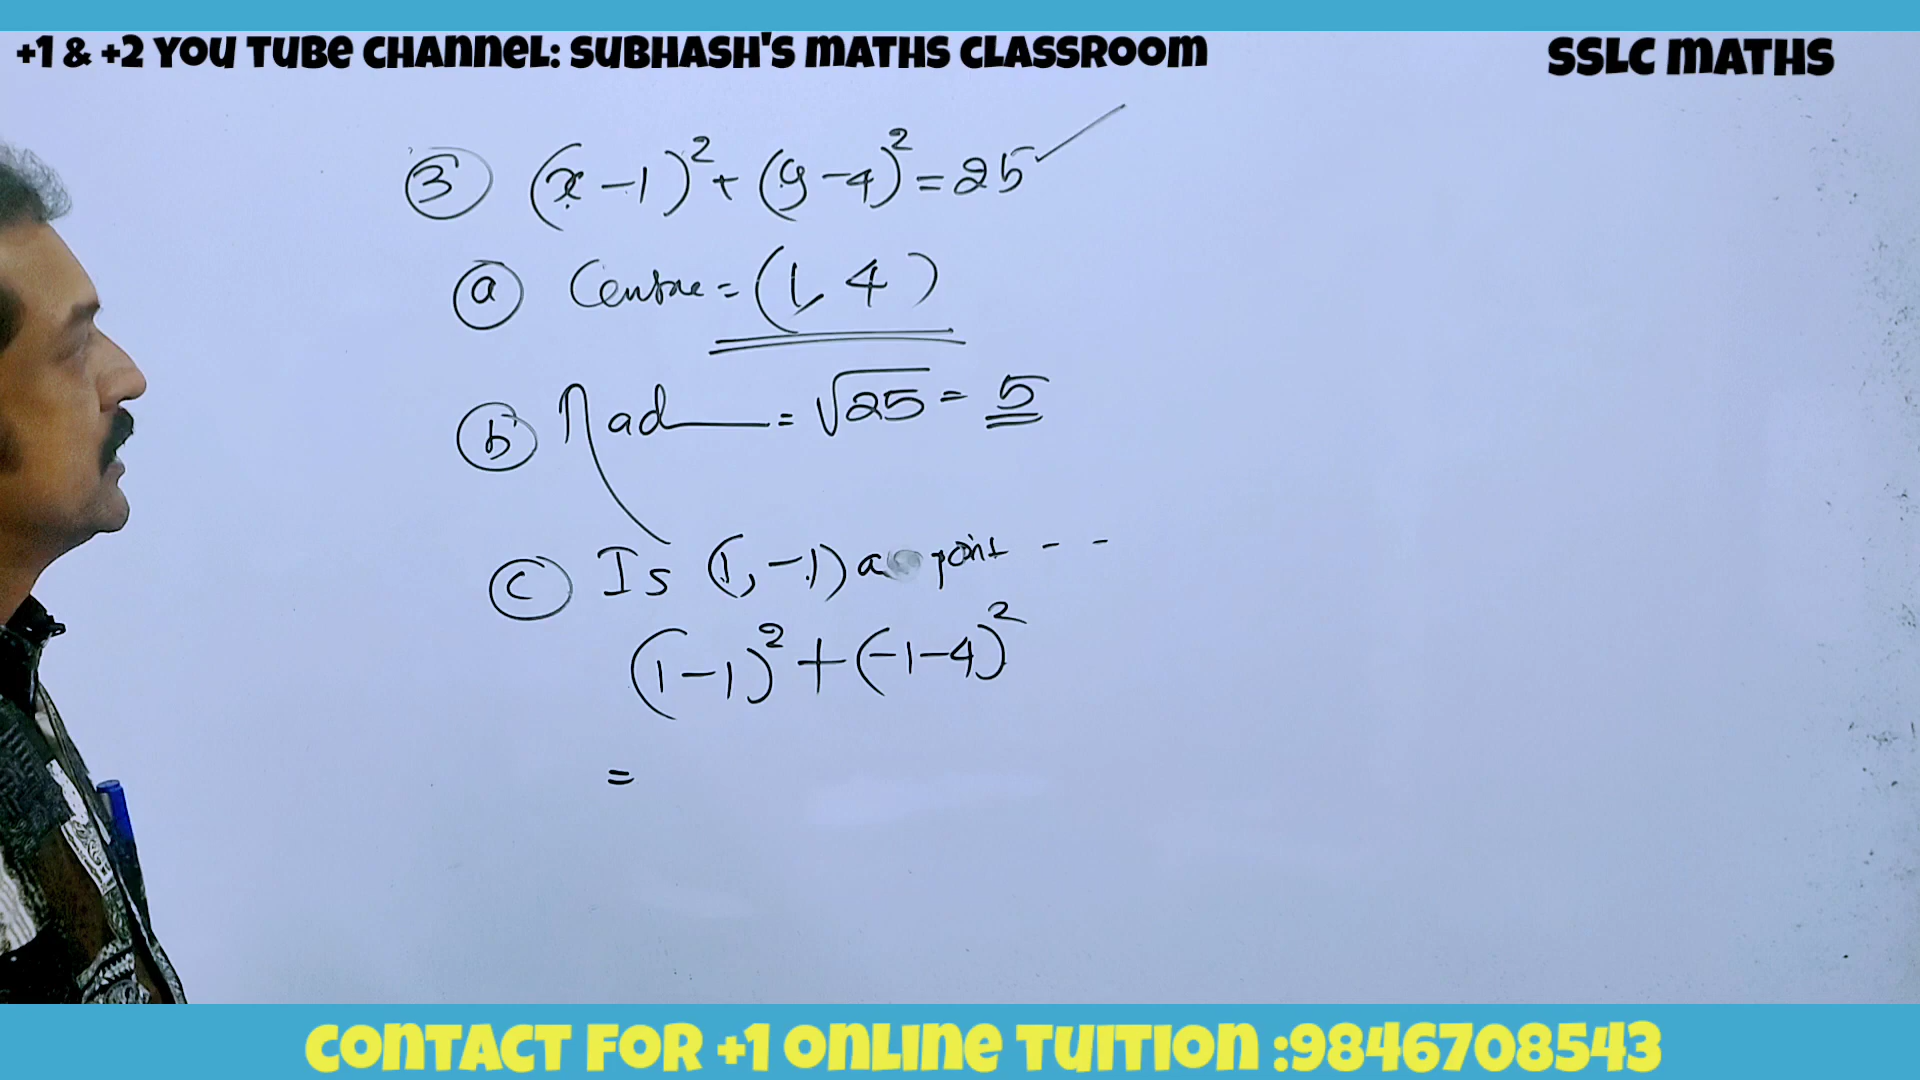 +1 & +2 YOU TUBE CHANNEL: SUBHASH'S MATHS CLASSROOM
SSLC MATHS
③ (x-1)² + (y-4)² = 25 ✓
ⓐ Centre = (1, 4)
ⓑ Rad = √25 = 5
ⓒ Is (1, -1) a point - -
(1-1)² + (-1-4)²
=
CONTACT FOR +1 ONLINE TUITION :9846708543